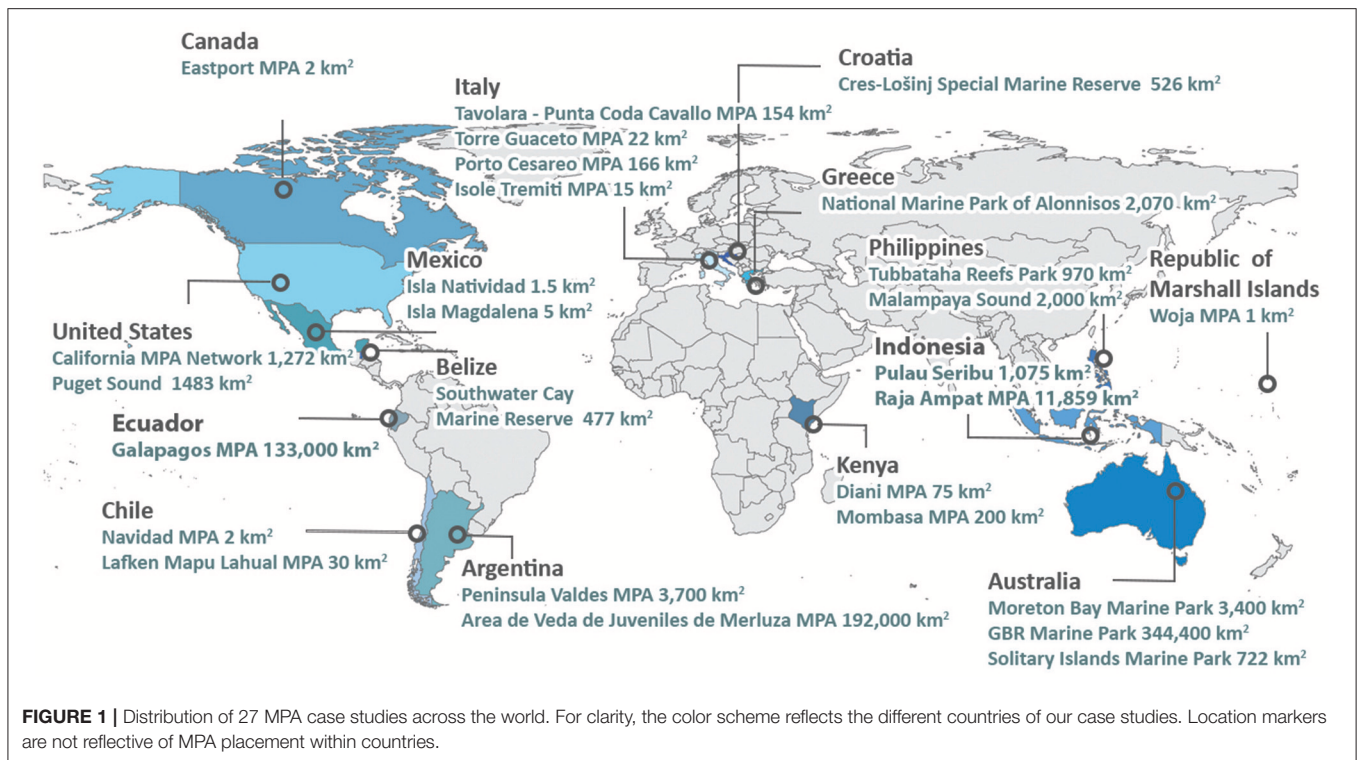 Canada
Eastport MPA 2 km²
Italy
Tavolara - Punta Coda Cavallo MPA 154 km²
Torre Guaceto MPA 22 km²
Porto Cesareo MPA 166 km²
Isole Tremiti MPA 15 km²
Croatia
Cres-Lošinj Special Marine Reserve 526 km²
Greece
National Marine Park of Alonnisos 2,070 km²
Philippines
Tubbataha Reefs Park 970 km²
Malampaya Sound 2,000 km²
Republic of
Marshall Islands
Woja MPA 1 km²
Mexico
Isla Natividad 1.5 km²
Isla Magdalena 5 km²
United States
California MPA Network 1,272 km²
Puget Sound 1483 km²
Belize
Southwater Cay
Marine Reserve 477 km²
Indonesia
Pulau Seribu 1,075 km²
Raja Ampat MPA 11,859 km²
Ecuador
Galapagos MPA 133,000 km²
Kenya
Diani MPA 75 km²
Mombasa MPA 200 km²
Chile
Navidad MPA 2 km²
Lafken Mapu Lahual MPA 30 km²
Argentina
Peninsula Valdes MPA 3,700 km²
Area de Veda de Juveniles de Merluza MPA 192,000 km²
Australia
Moreton Bay Marine Park 3,400 km²
GBR Marine Park 344,400 km²
Solitary Islands Marine Park 722 km²
FIGURE 1 | Distribution of 27 MPA case studies across the world. For clarity, the color scheme reflects the different countries of our case studies. Location markers
are not reflective of MPA placement within countries.